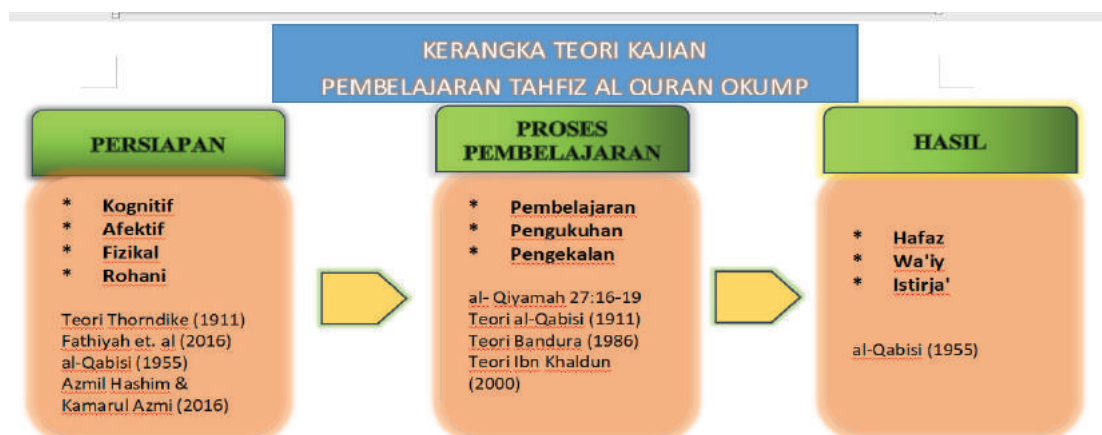 KERANGKA TEORI KAJIAN
PEMBELAJARAN TAHFIZ AL QURAN OKUMP
PERSIAPAN
* Kognitif
* Afektif
* Fizikal
* Rohani
Teori Thorndike (1911)
Fathiyah et. al (2016)
al-Qabisi (1955)
Azmil Hashim &
Kamarul Azmi (2016)
PROSES
PEMBELAJARAN
* Pembelajaran
* Pengukuhan
* Pengekalan
al- Qiyamah 27:16-19
Teori al-Qabisi (1911)
Teori Bandura (1986)
Teori Ibn Khaldun
(2000)
HASIL
* Hafaz
* Wa'iy
* Istirja'
al-Qabisi (1955)